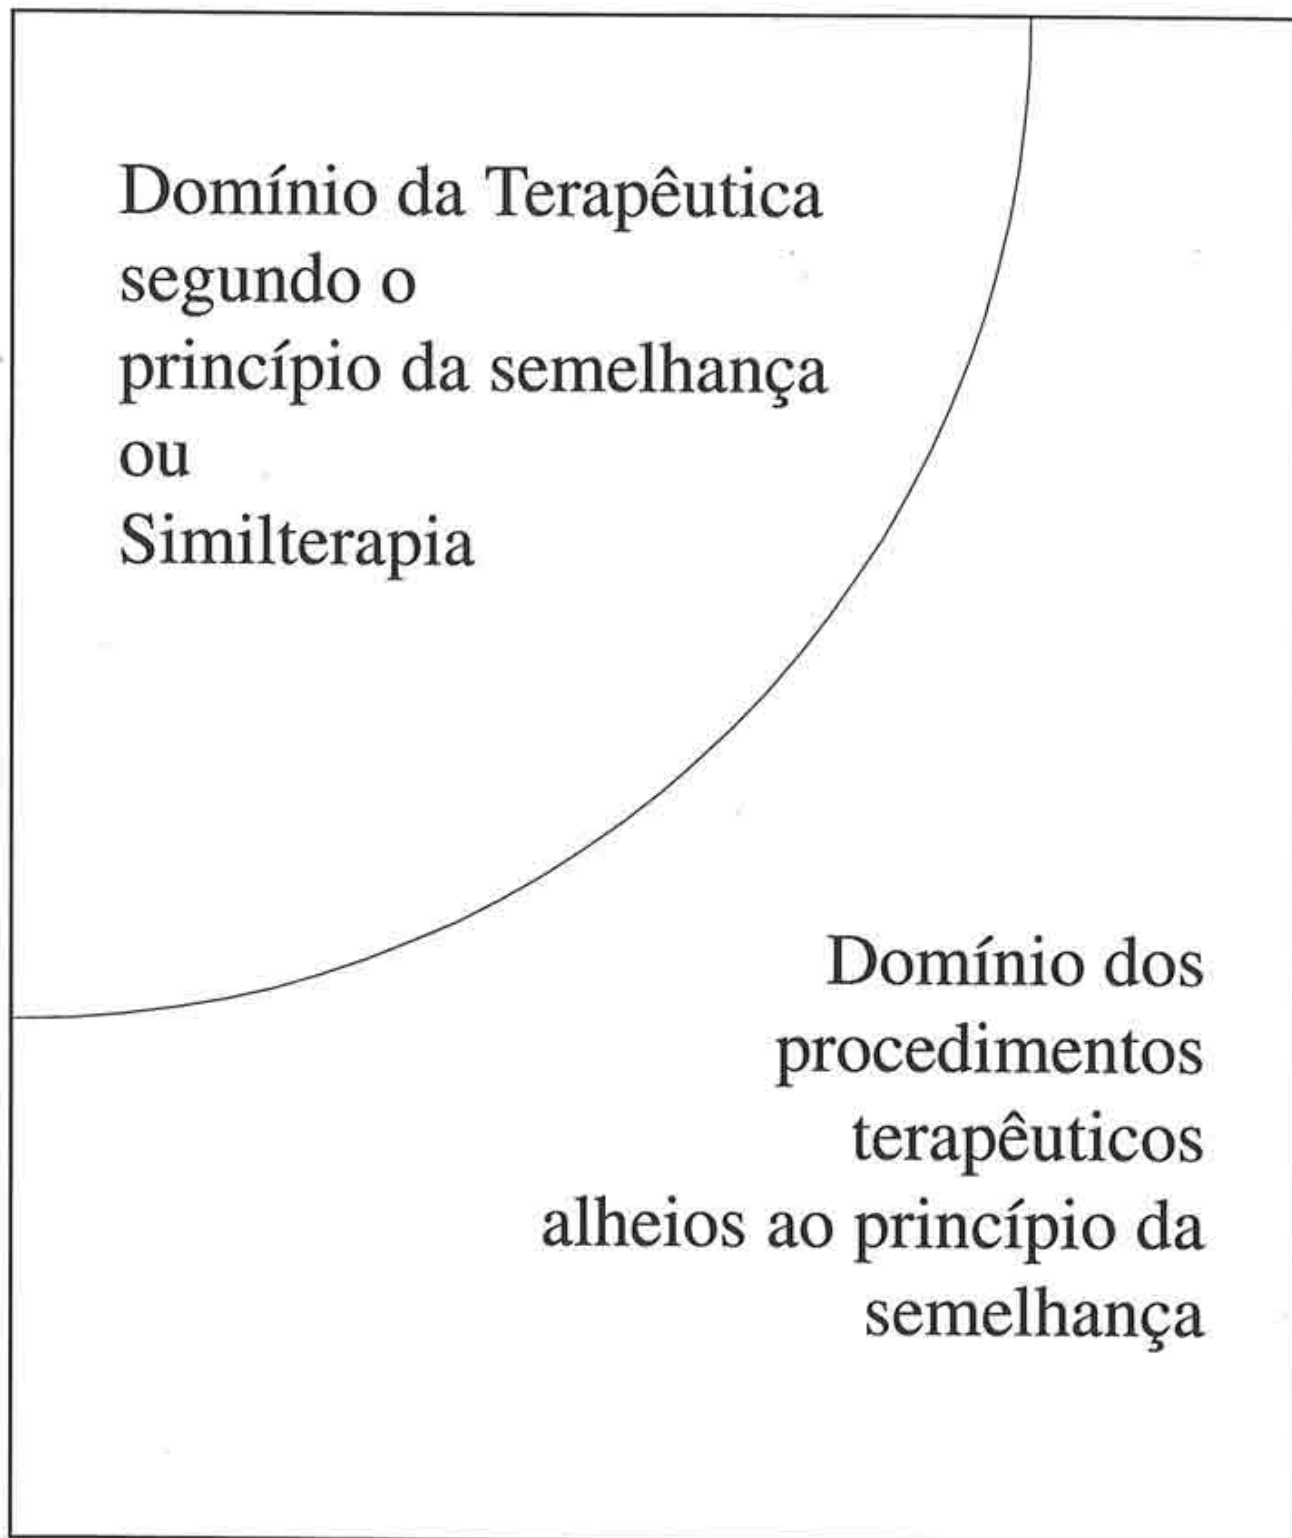 Domínio da Terapêutica
segundo o
princípio da semelhança
ou
Similterapia
Domínio dos
procedimentos
terapêuticos
alheios ao princípio da
semelhança